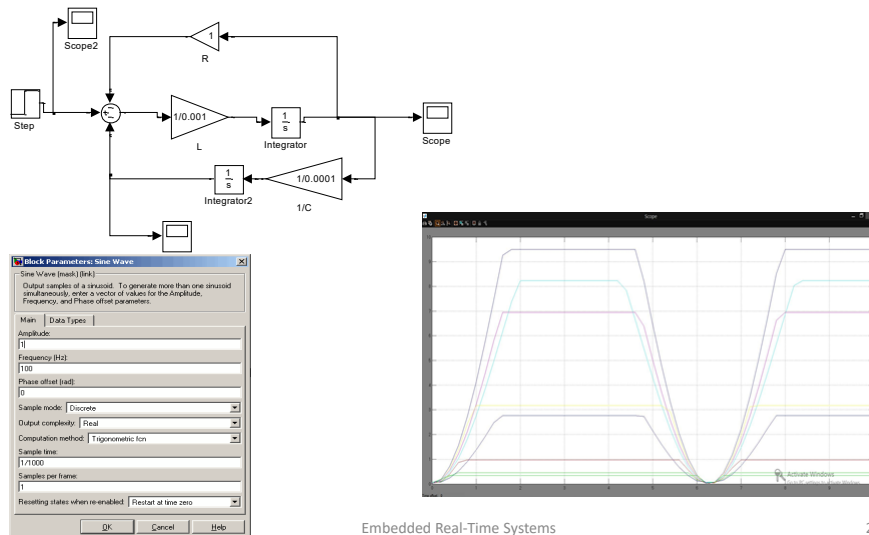 Scope2
1
R
Step
1/0.001
L
1
s
Integrator
Scope
1
s
Integrator2
1/0.0001
1/C
Block Parameters: Sine Wave
Sine Wave (mask) (link)
Output samples of a sinusoid. To generate more than one sinusoid
simultaneously, enter a vector of values for the Amplitude,
Frequency, and Phase offset parameters.
Main Data Types
Amplitude:
1
Frequency (Hz):
100
Phase offset (rad):
0
Sample mode: Discrete
Output complexity: Real
Computation method: Trigonometric fcn
Sample time:
1/1000
Samples per frame:
1
Resetting states when re-enabled: Restart at time zero
OK Cancel Help
Scope
Activate Windows
Embedded Real-Time Systems